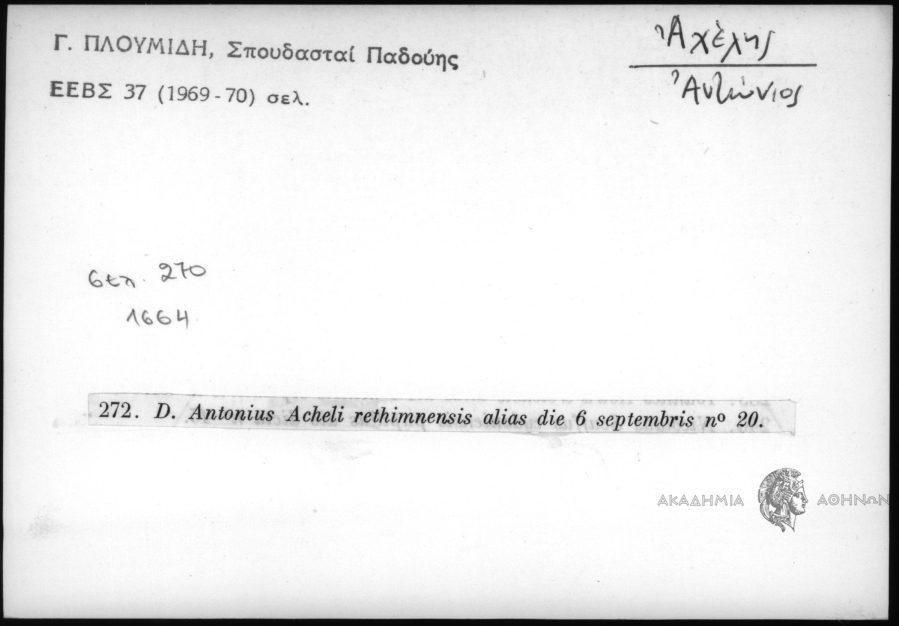 Γ. ΠΛΟΥΜΙΔΗ, Σπουδασταί Παδούης
ΕΕΒΣ 37 (1969-70) σελ.
Ἀχέλης
Ἀντώνιος
σελ. 270
1664
272. D. Antonius Acheli rethimnensis alias die 6 septembris nº 20.
ΑΚΑΔΗΜΙΑ ΑΘΗΝΩΝ